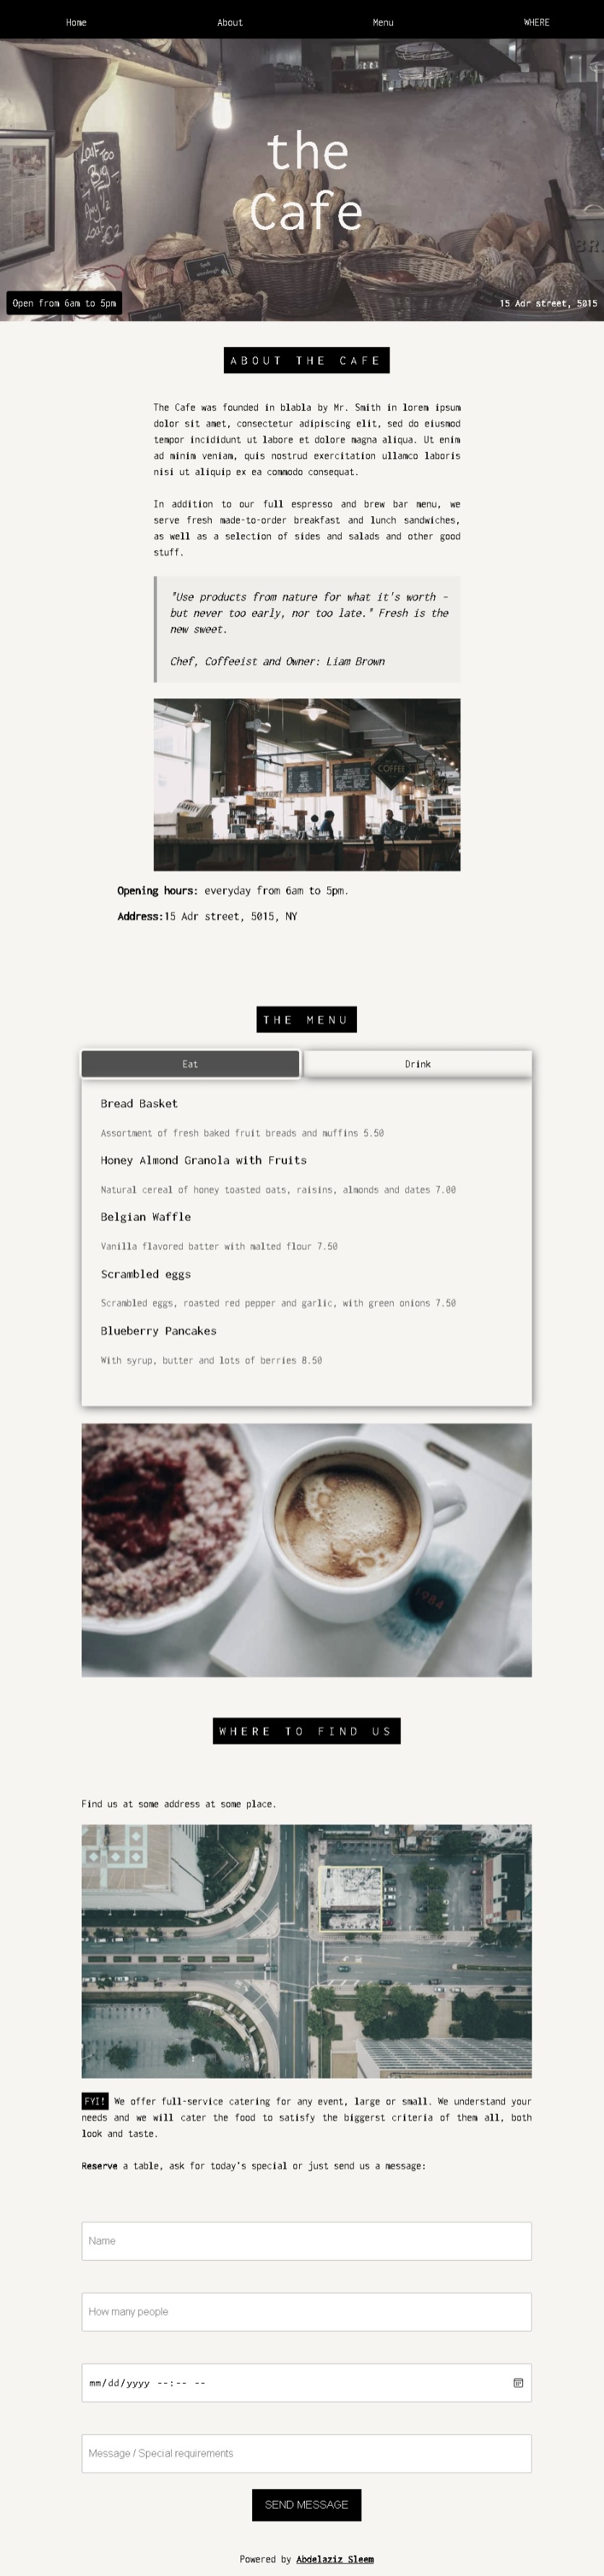 Home About Menu WHERE
Loaf Too
Big
the
Cafe
Open from 6am to 5pm
15 Adr street, 5015
ABOUT THE CAFE
The Cafe was founded in blabla by Mr. Smith in lorem ipsum
dolor sit amet, consectetur adipiscing elit, sed do eiusmod
tempor incididunt ut labore et dolore magna aliqua. Ut enim
ad minim veniam, quis nostrud exercitation ullamco laboris
nisi ut aliquip ex ea commodo consequat.
In addition to our full espresso and brew bar menu, we
serve fresh made-to-order breakfast and lunch sandwiches,
as well as a selection of sides and salads and other good
stuff.
"Use products from nature for what it's worth -
but never too early, nor too late." Fresh is the
new sweet.
Chef, Coffeeist and Owner: Liam Brown
COFFEE
Opening hours: everyday from 6am to 5pm.
Address:15 Adr street, 5015, NY
THE MENU
Eat Drink
Bread Basket
Assortment of fresh baked fruit breads and muffins 5.50
Honey Almond Granola with Fruits
Natural cereal of honey toasted oats, raisins, almonds and dates 7.00
Belgian Waffle
Vanilla flavored batter with malted flour 7.50
Scrambled eggs
Scrambled eggs, roasted red pepper and garlic, with green onions 7.50
Blueberry Pancakes
With syrup, butter and lots of berries 8.50
1984
WHERE TO FIND US
Find us at some address at some place.
FYI! We offer full-service catering for any event, large or small. We understand your
needs and we will cater the food to satisfy the biggerst criteria of them all, both
look and taste.
Reserve a table, ask for today's special or just send us a message:
Name
How many people
mm/dd/yyyy --:-- --
Message / Special requirements
SEND MESSAGE
Powered by Abdelaziz Sleem